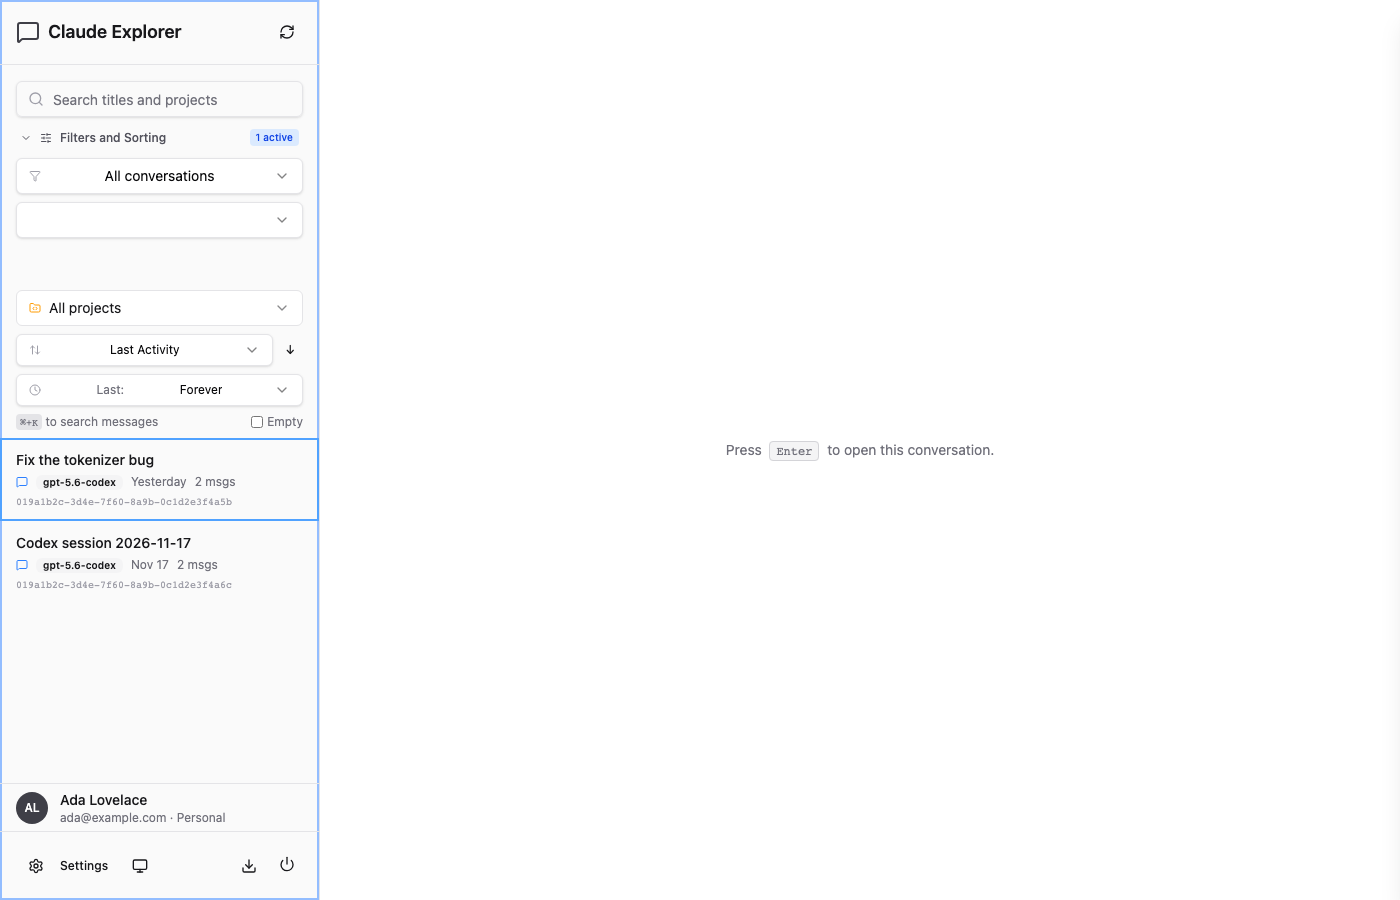 Claude Explorer
Search titles and projects
Filters and Sorting 1 active
All conversations
All projects
Last Activity
Last: Forever
⌘+K to search messages Empty
Fix the tokenizer bug
gpt-5.6-codex Yesterday 2 msgs
019a1b2c-3d4e-7f60-8a9b-0c1d2e3f4a5b
Codex session 2026-11-17
gpt-5.6-codex Nov 17 2 msgs
019a1b2c-3d4e-7f60-8a9b-0c1d2e3f4a6c
Press Enter to open this conversation.
AL Ada Lovelace
ada@example.com · Personal
Settings